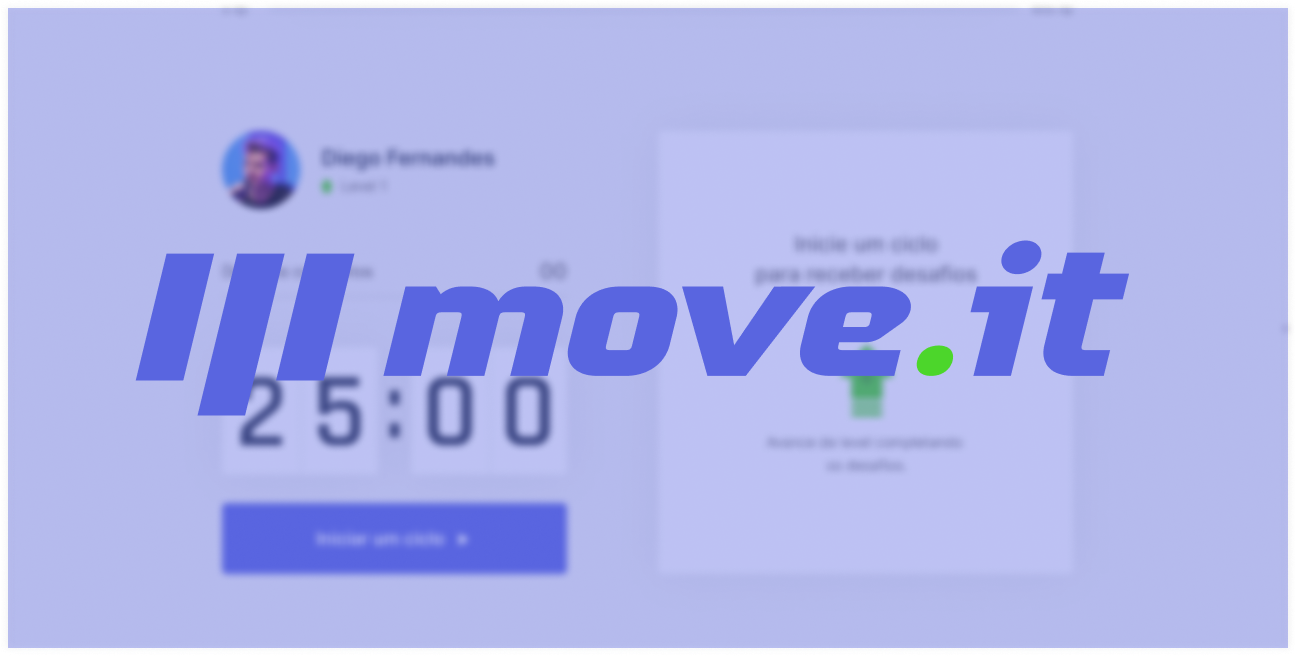 Diego Fernandes
Level 1
00
Inicie um ciclo
para receber desafios
move.it
25:00
Avance de level completando
os desafios.
Iniciar um ciclo